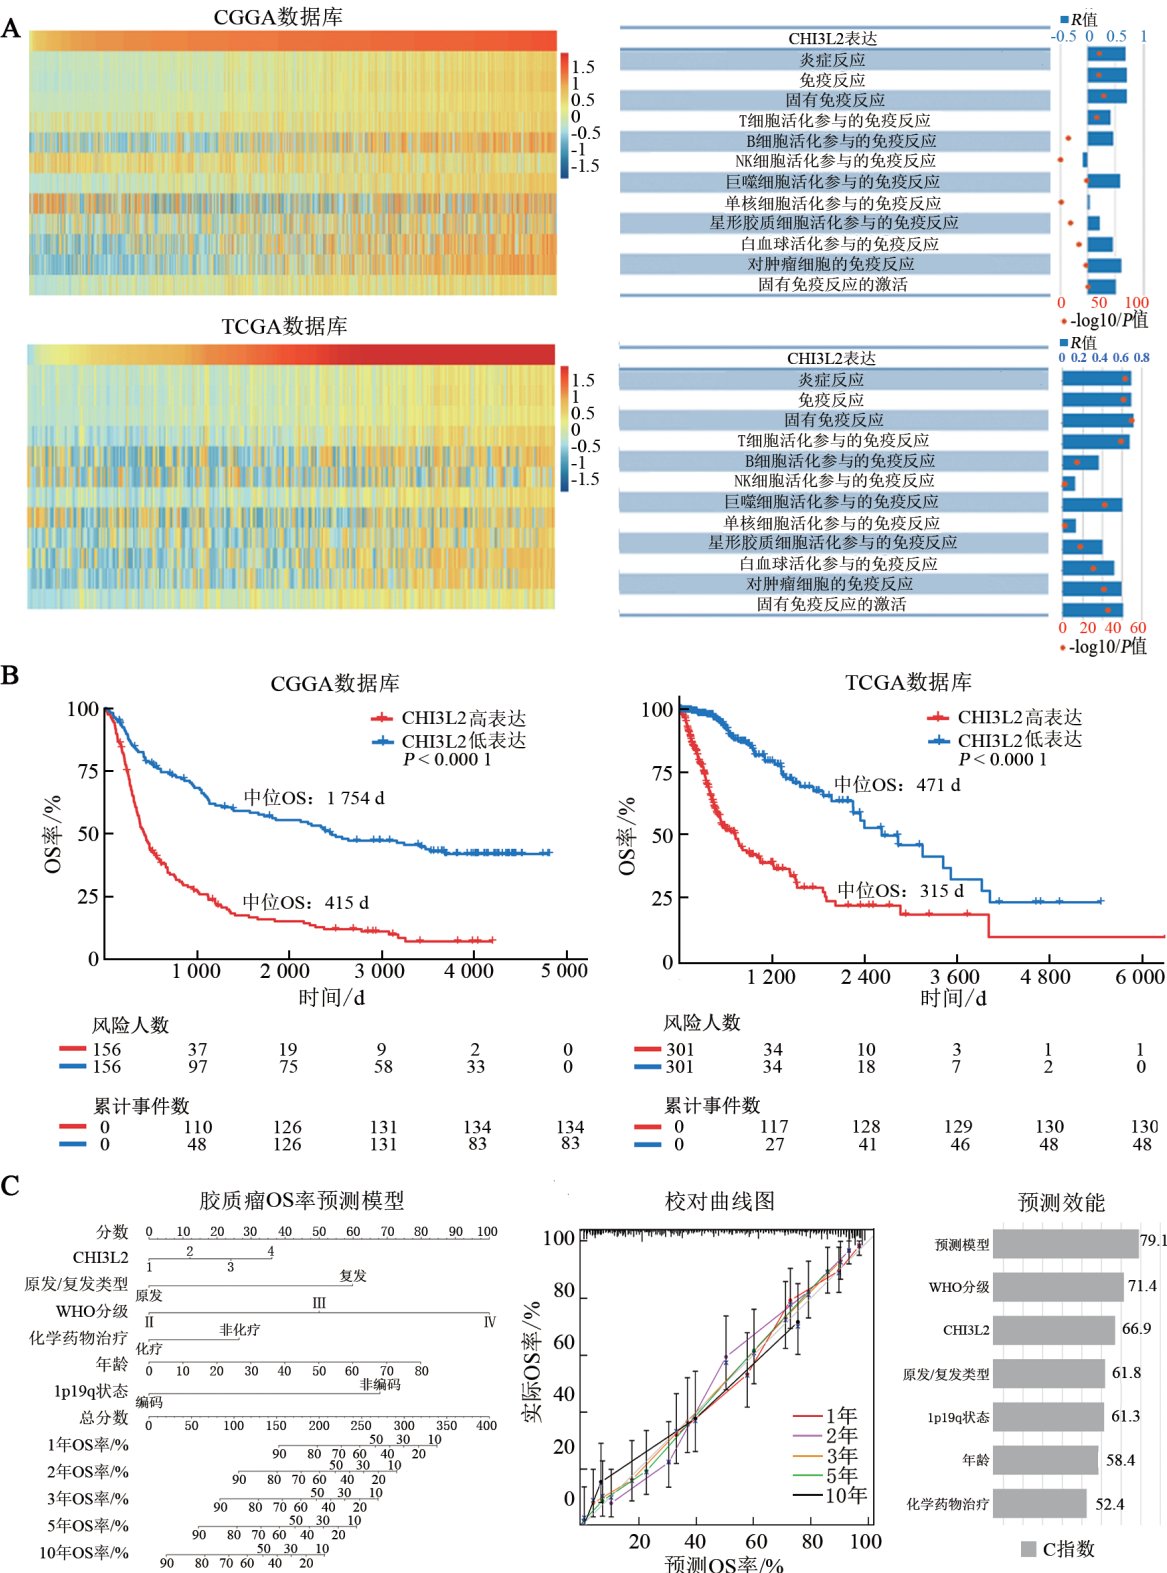 A
CGGA数据库
1.5
1
0.5
0
-0.5
-1
-1.5
R值
-0.5 0 0.5 1
CHI3L2表达
炎症反应
免疫反应
固有免疫反应
T细胞活化参与的免疫反应
B细胞活化参与的免疫反应
NK细胞活化参与的免疫反应
巨噬细胞活化参与的免疫反应
单核细胞活化参与的免疫反应
星形胶质细胞活化参与的免疫反应
白血球活化参与的免疫反应
对肿瘤细胞的免疫反应
固有免疫反应的激活
0 50 100
-log10/P值
TCGA数据库
1.5
1
0.5
0
-0.5
-1
-1.5
R值
0 0.2 0.4 0.6 0.8
CHI3L2表达
炎症反应
免疫反应
固有免疫反应
T细胞活化参与的免疫反应
B细胞活化参与的免疫反应
NK细胞活化参与的免疫反应
巨噬细胞活化参与的免疫反应
单核细胞活化参与的免疫反应
星形胶质细胞活化参与的免疫反应
白血球活化参与的免疫反应
对肿瘤细胞的免疫反应
固有免疫反应的激活
0 20 40 60
-log10/P值
B
CGGA数据库
CHI3L2高表达
CHI3L2低表达
P < 0.000 1
中位OS：1 754 d
中位OS：415 d
OS率/%
100
75
50
25
0
1 000 2 000 3 000 4 000 5 000
时间/d
风险人数
156 37 19 9 2 0
156 97 75 58 33 0
累计事件数
0 110 126 131 134 134
0 48 126 131 83 83
TCGA数据库
CHI3L2高表达
CHI3L2低表达
P < 0.000 1
中位OS：471 d
中位OS：315 d
OS率/%
100
75
50
25
0
1 200 2 400 3 600 4 800 6 000
时间/d
风险人数
301 34 10 3 1 1
301 34 18 7 2 0
累计事件数
0 117 128 129 130 130
0 27 41 46 48 48
C
胶质瘤OS率预测模型
分数 0 10 20 30 40 50 60 70 80 90 100
CHI3L2
2 4
1 3
原发/复发类型
复发
原发
WHO分级
III
II IV
化学药物治疗
非化疗
化疗
年龄 0 10 20 30 40 50 60 70 80
1p19q状态
非编码
编码
总分数 0 50 100 150 200 250 300 350 400
1年OS率/%
50 30 10
90 80 70 60 40 20
2年OS率/%
50 30 10
90 80 70 60 40 20
3年OS率/%
50 30 10
90 80 70 60 40 20
5年OS率/%
50 30 10
90 80 70 60 40 20
10年OS率/%
50 30 10
90 80 70 60 40 20
校对曲线图
实际OS率/%
100
80
60
40
20
0
1年
2年
3年
5年
10年
20 40 60 80 100
预测OS率/%
预测效能
预测模型 79.1
WHO分级 71.4
CHI3L2 66.9
原发/复发类型 61.8
1p19q状态 61.3
年龄 58.4
化学药物治疗 52.4
C指数